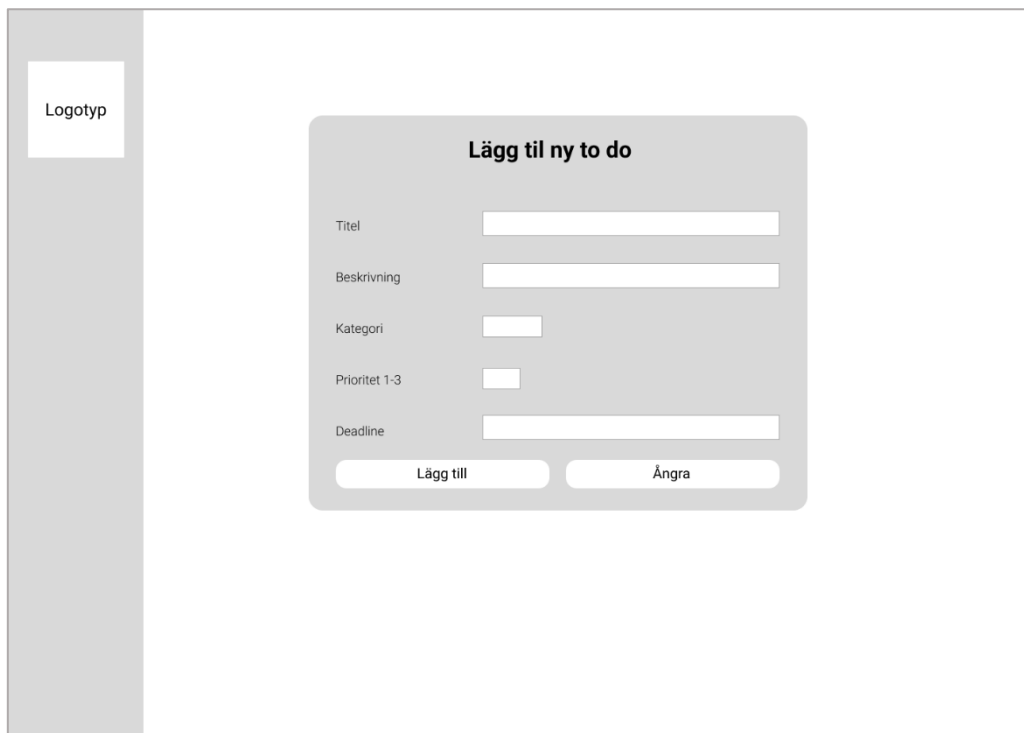 Logotyp
Lägg til ny to do
Titel
Beskrivning
Kategori
Prioritet 1-3
Deadline
Lägg till
Ångra